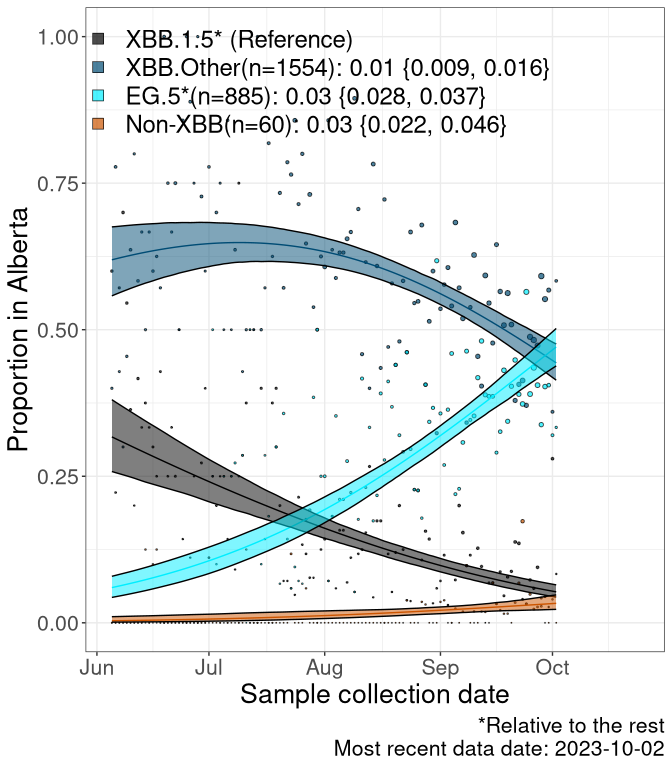 XBB.1.5* (Reference)
XBB.Other(n=1554): 0.01 {0.009, 0.016}
EG.5*(n=885): 0.03 {0.028, 0.037}
Non-XBB(n=60): 0.03 {0.022, 0.046}
1.00
0.75
0.50
0.25
0.00
Proportion in Alberta
Jun Jul Aug Sep Oct
Sample collection date
*Relative to the rest
Most recent data date: 2023-10-02